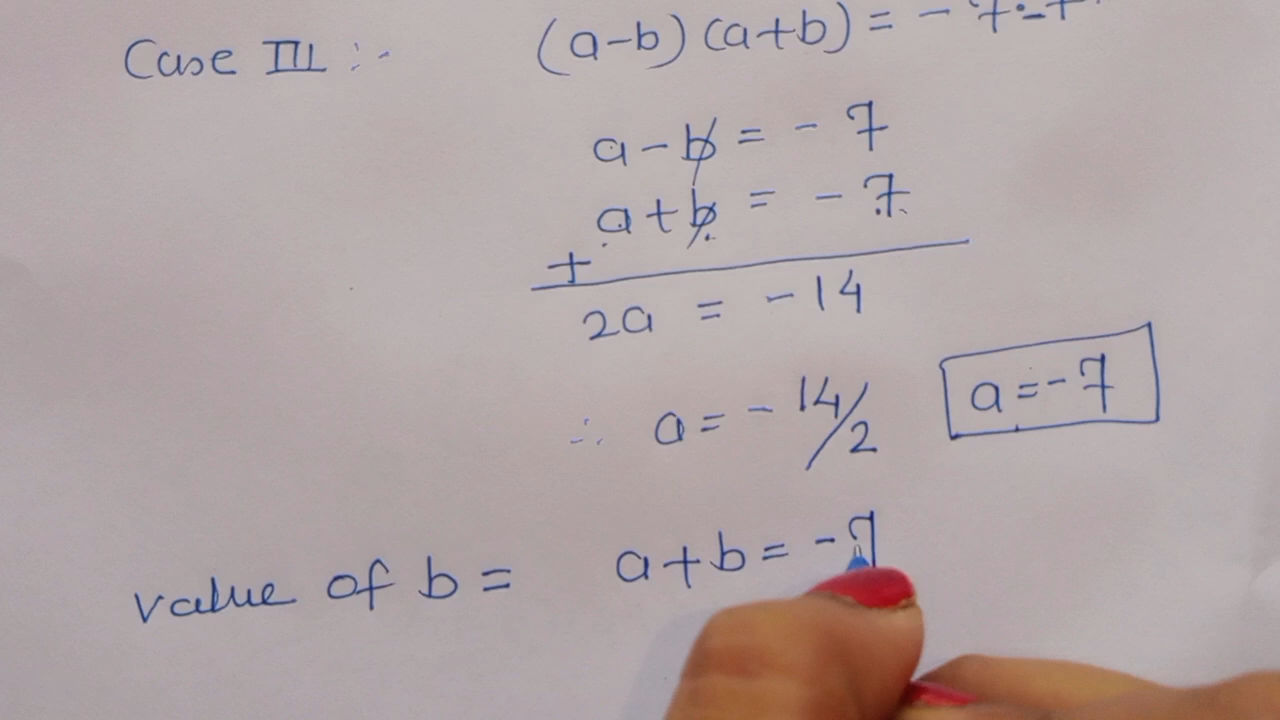 Case III :- (a-b) (a+b) = - 7·-7
a - b = - 7
a + b = - 7
+
2a = - 14
∴ a = - 14/2 a = - 7
value of b = a + b = - 7